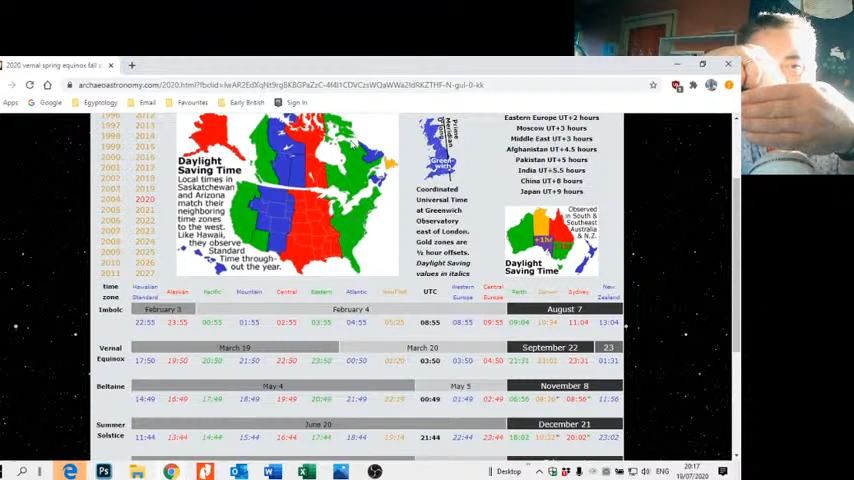 2020 vernal spring equinox fall
archaeoastronomy.com/2020.html?fbclid=IwAR2EdXqNt9rg8KBGPaZzC-f4I1CDVCzsWQaWWa2lRKZTHF-N-gul-0-kk
Apps Google Egyptology Email Favourites Early British Sign In
1996 2012
1997 2013
1998 2014
1999 2015
2000 2016
2001 2017
2002 2018
2003 2019
2004 2020
2005 2021
2006 2022
2007 2023
2008 2024
2009 2025
2010 2026
2011 2027
Daylight
Saving Time
Local times in
Saskatchewan
and Arizona
match their
neighboring
time zones
to the west.
Like Hawaii,
they observe
Standard
Time through-
out the year.
Prime
Meridian
Green-
wich
Coordinated
Universal Time
at Greenwich
Observatory
east of London.
Gold zones are
½ hour offsets.
Daylight Saving
values in italics
Eastern Europe UT+2 hours
Moscow UT+3 hours
Middle East UT+3 hours
Afghanistan UT+4.5 hours
Pakistan UT+5 hours
India UT+5.5 hours
China UT+8 hours
Japan UT+9 hours
Observed
in South &
Southeast
Australia
& N.Z.
+1hr
Daylight
Saving Time
time zone Hawaiian Standard Alaskan Pacific Mountain Central Eastern Atlantic Newfind UTC Western Europe Central Europe Perth Darwin Sydney New Zealand
Imbolc February 3 February 4 August 7
22:55 23:55 00:55 01:55 02:55 03:55 04:55 05:25 08:55 08:55 09:55 09:04 10:34 11:04 13:04
Vernal Equinox March 19 March 20 September 22 23
17:50 19:50 20:50 21:50 22:50 23:50 00:50 01:20 03:50 03:50 04:50 21:31 23:01 23:31 01:31
Beltaine May 4 May 5 November 8
14:49 16:49 17:49 18:49 19:49 20:49 21:49 22:19 00:49 01:49 02:49 06:56 08:26* 08:56* 11:56
Summer Solstice June 20 December 21
11:44 13:44 14:44 15:44 16:44 17:44 18:44 19:14 21:44 22:44 23:44 18:02 19:32* 20:02* 23:02
Desktop
20:17
19/07/2020